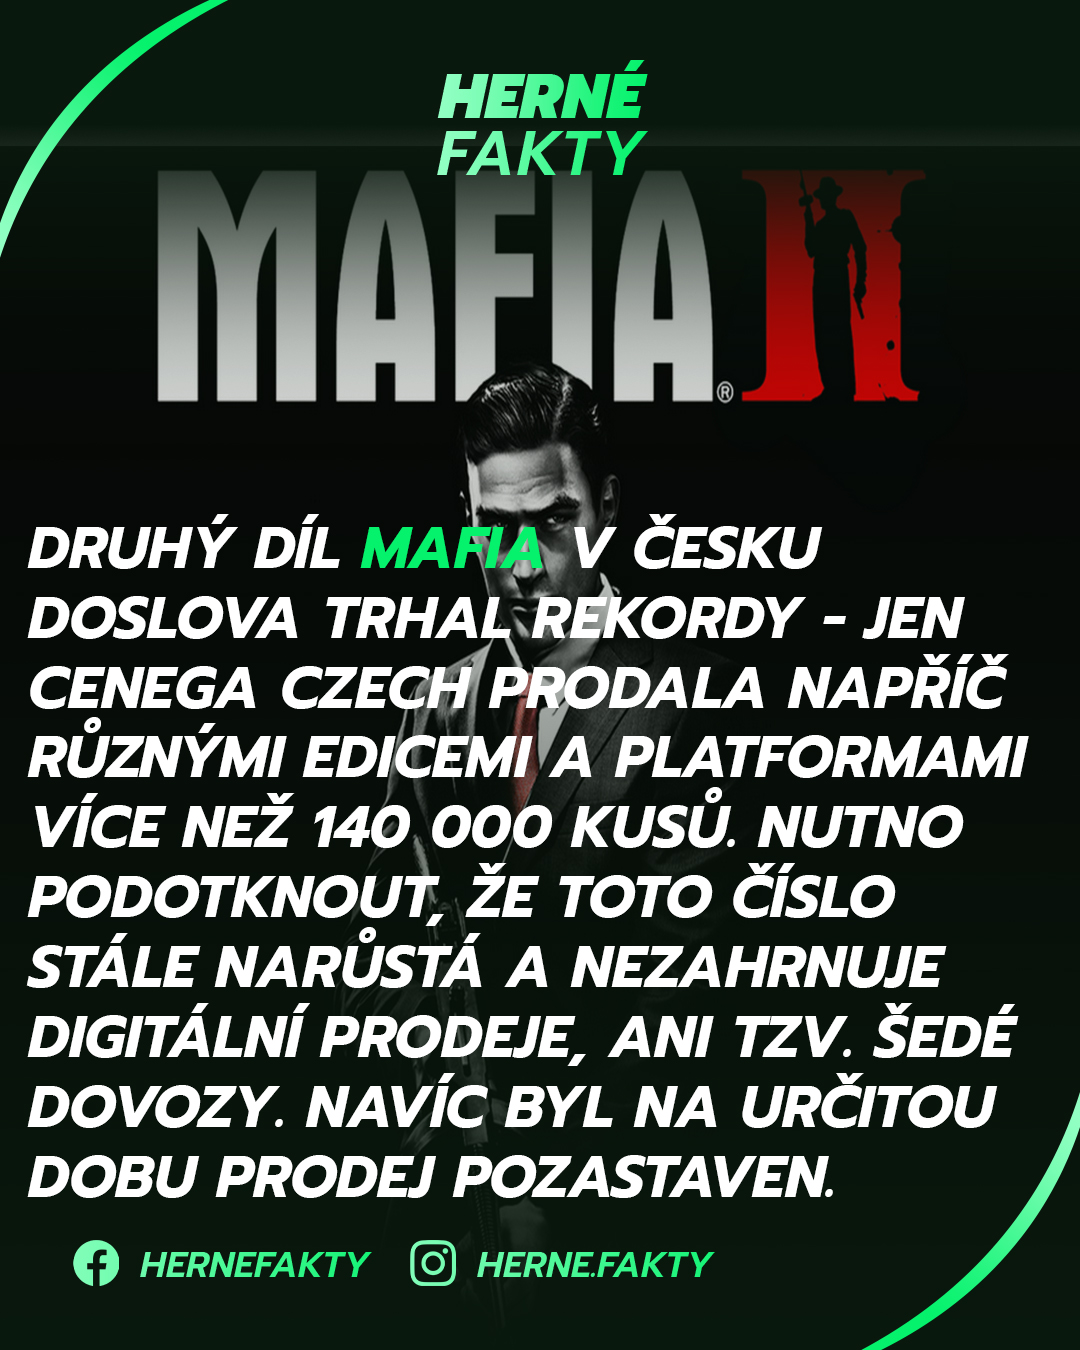 HERNÉ
FAKTY
MAFIA II
®
DRUHÝ DÍL MAFIA V ČESKU
DOSLOVA TRHAL REKORDY - JEN
CENEGA CZECH PRODALA NAPŘÍČ
RŮZNÝMI EDICEMI A PLATFORMAMI
VÍCE NEŽ 140 000 KUSŮ. NUTNO
PODOTKNOUT, ŽE TOTO ČÍSLO
STÁLE NARŮSTÁ A NEZAHRNUJE
DIGITÁLNÍ PRODEJE, ANI TZV. ŠEDÉ
DOVOZY. NAVÍC BYL NA URČITOU
DOBU PRODEJ POZASTAVEN.
HERNEFAKTY HERNE.FAKTY